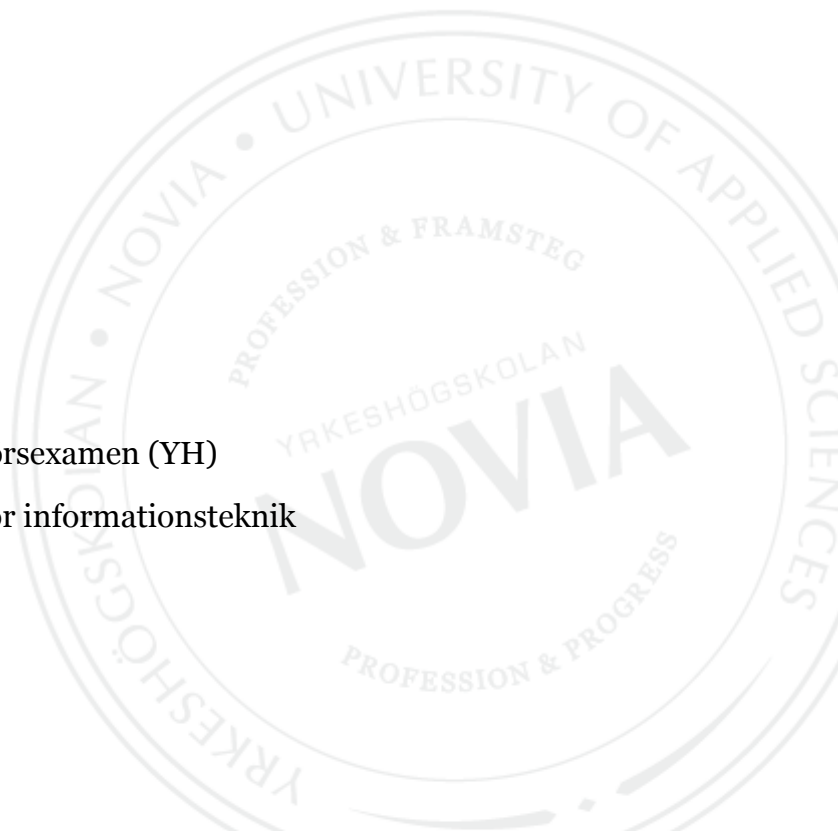 UNIVERSITY OF APPLIED SCIENCES
YRKESHÖGSKOLAN • NOVIA •
PROFESSION & FRAMSTEG
YRKESHÖGSKOLAN
NOVIA
PROFESSION & PROGRESS
orsexamen (YH)
or informationsteknik